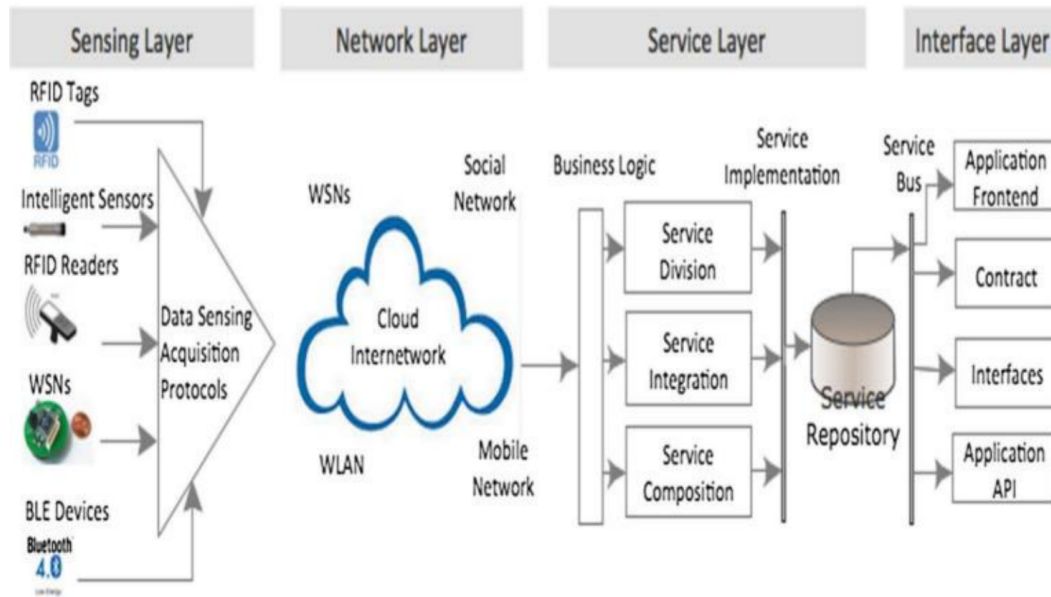 Sensing Layer
Network Layer
Service Layer
Interface Layer
RFID Tags
RFID
Intelligent Sensors
RFID Readers
WSNs
BLE Devices
Bluetooth
4.0
Low Energy
Data Sensing
Acquisition
Protocols
WSNs
Social
Network
Cloud
Internetwork
WLAN
Mobile
Network
Business Logic
Service
Division
Service
Integration
Service
Composition
Service
Implementation
Service
Repository
Service
Bus
Application
Frontend
Contract
Interfaces
Application
API